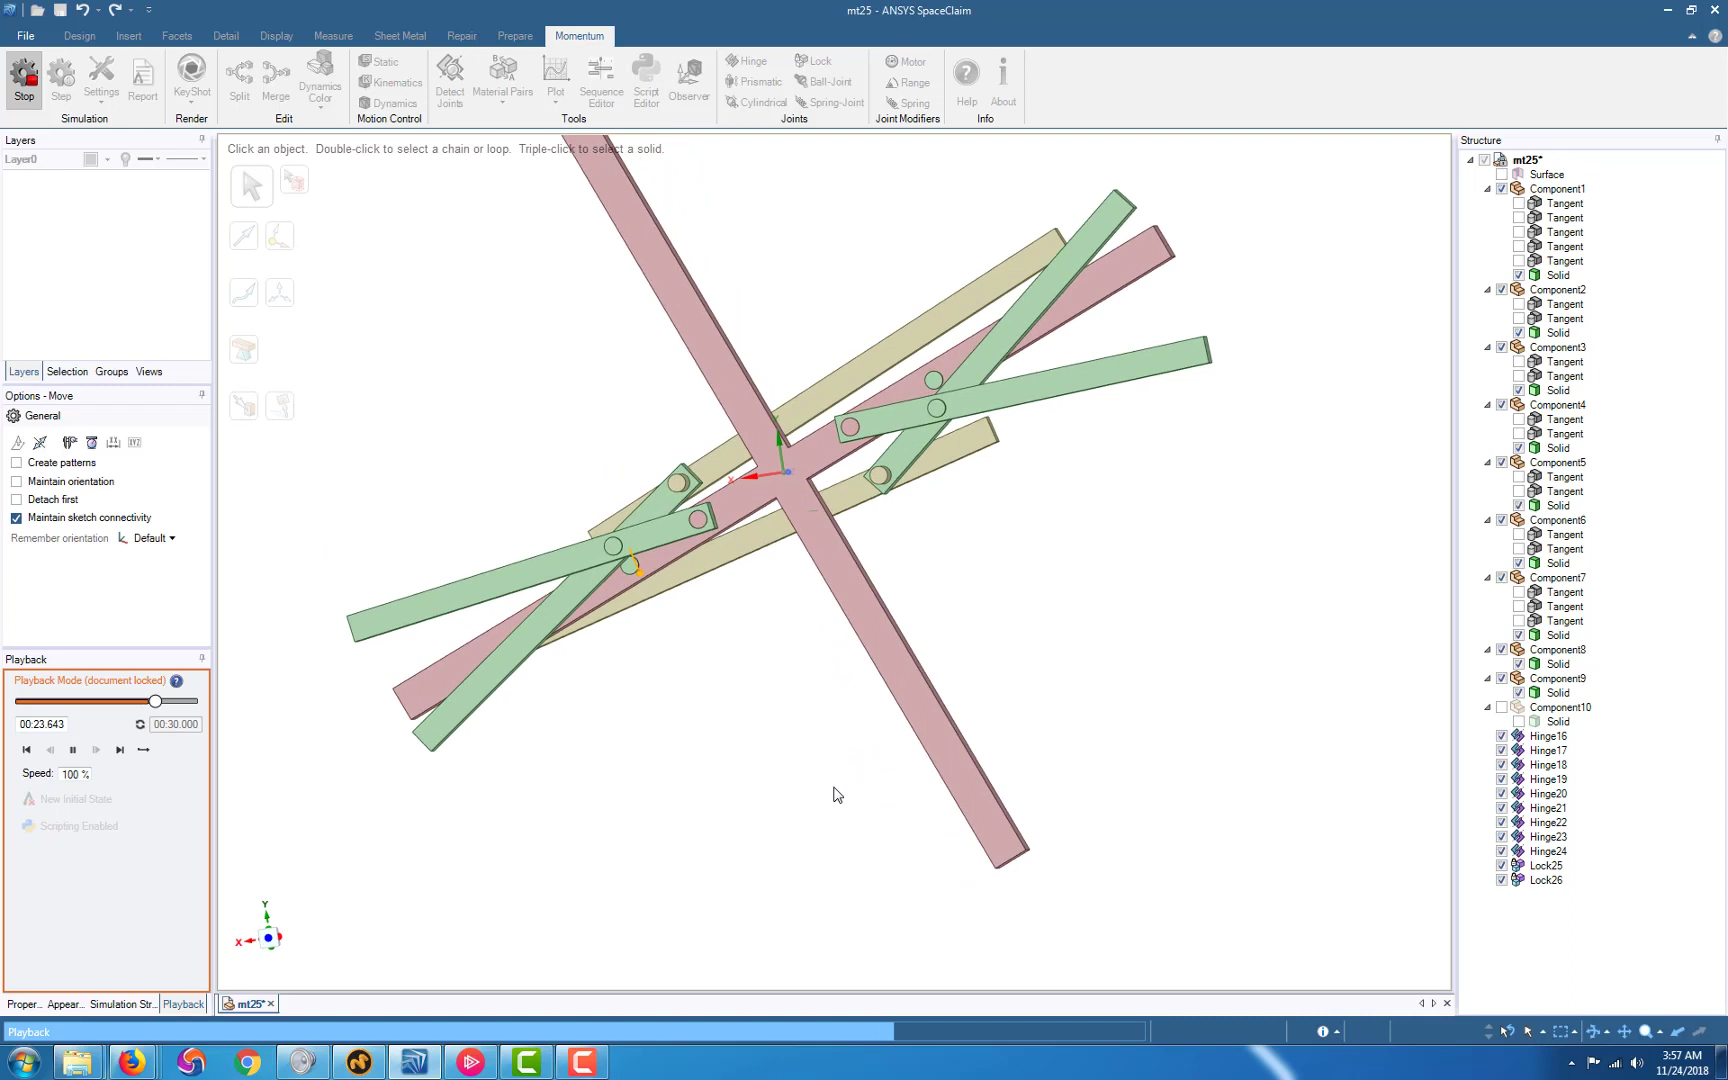 mt25 - ANSYS SpaceClaim
File Design Insert Facets Detail Display Measure Sheet Metal Repair Prepare Momentum
Stop Step Settings Report KeyShot Split Merge Dynamics Color
Static
Kinematics
Dynamics
Detect Joints Material Pairs Plot Sequence Editor Script Editor Observer
Hinge Lock
Prismatic Ball-Joint
Cylindrical Spring-Joint
Motor
Range
Spring
Help About
Simulation Render Edit Motion Control Tools Joints Joint Modifiers Info
Layers
Layer0
Layers Selection Groups Views
Options - Move
General
XYZ
Create patterns
Maintain orientation
Detach first
Maintain sketch connectivity
Remember orientation Default
Playback
Playback Mode (document locked)
00:23.643 00:30.000
Speed: 100 %
New Initial State
Scripting Enabled
Proper... Appear... Simulation Str... Playback
Click an object. Double-click to select a chain or loop. Triple-click to select a solid.
X
Y
X
mt25*
Structure
mt25*
Surface
Component1
Tangent
Tangent
Tangent
Tangent
Tangent
Solid
Component2
Tangent
Tangent
Solid
Component3
Tangent
Tangent
Solid
Component4
Tangent
Tangent
Solid
Component5
Tangent
Tangent
Solid
Component6
Tangent
Tangent
Solid
Component7
Tangent
Tangent
Tangent
Solid
Component8
Solid
Component9
Solid
Component10
Solid
Hinge16
Hinge17
Hinge18
Hinge19
Hinge20
Hinge21
Hinge22
Hinge23
Hinge24
Lock25
Lock26
Playback
3:57 AM
11/24/2018